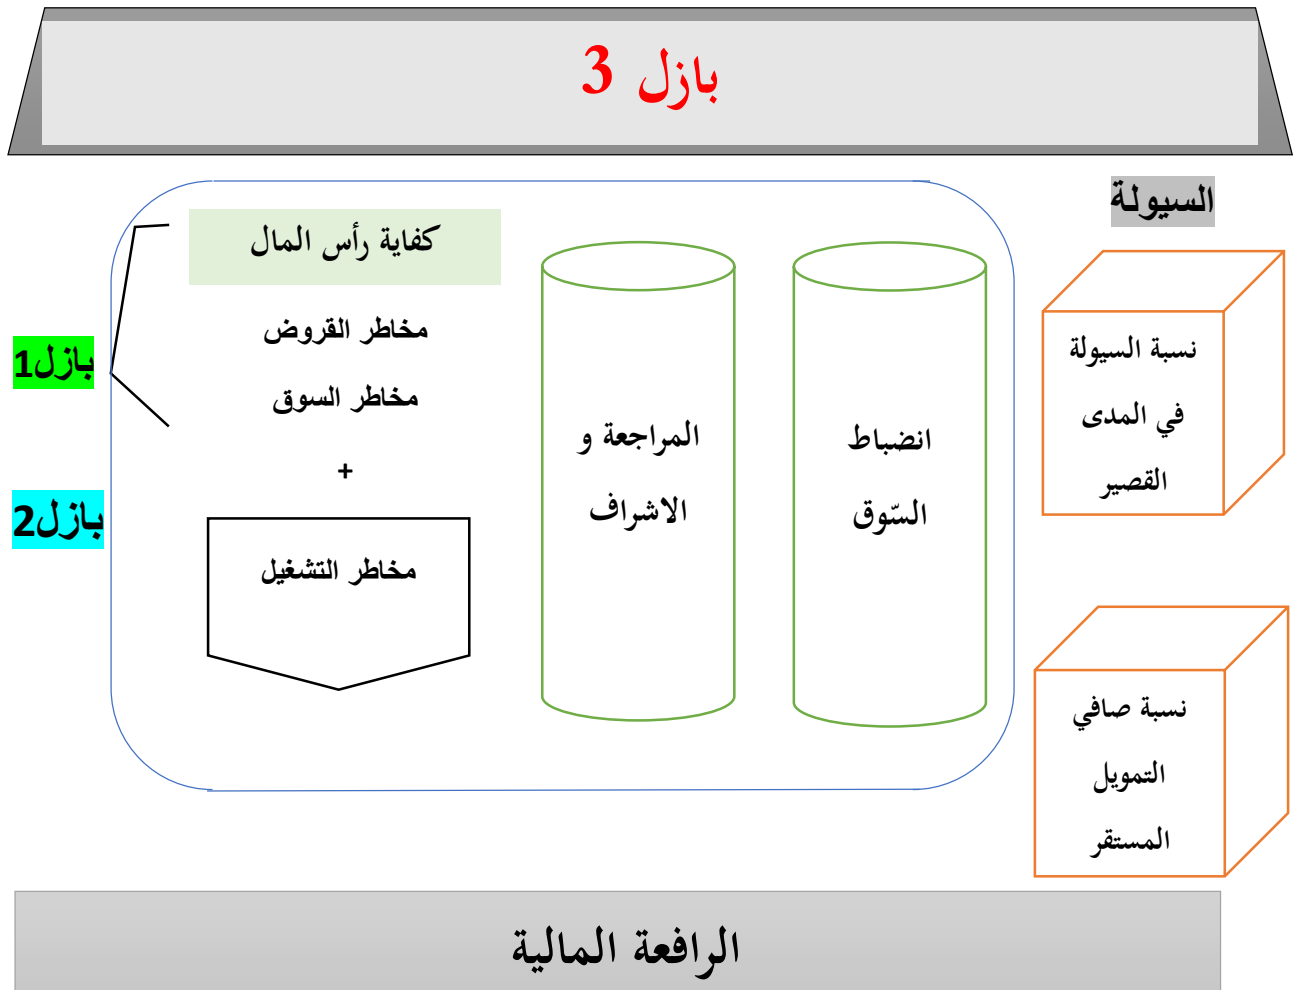 بازل 3
السيولة
نسبة السيولة
في المدى
القصير
نسبة صافي
التمويل
المستقر
انضباط
السّوق
المراجعة و
الاشراف
كفاية رأس المال
مخاطر القروض
مخاطر السوق
+
مخاطر التشغيل
بازل1
بازل2
الرافعة المالية